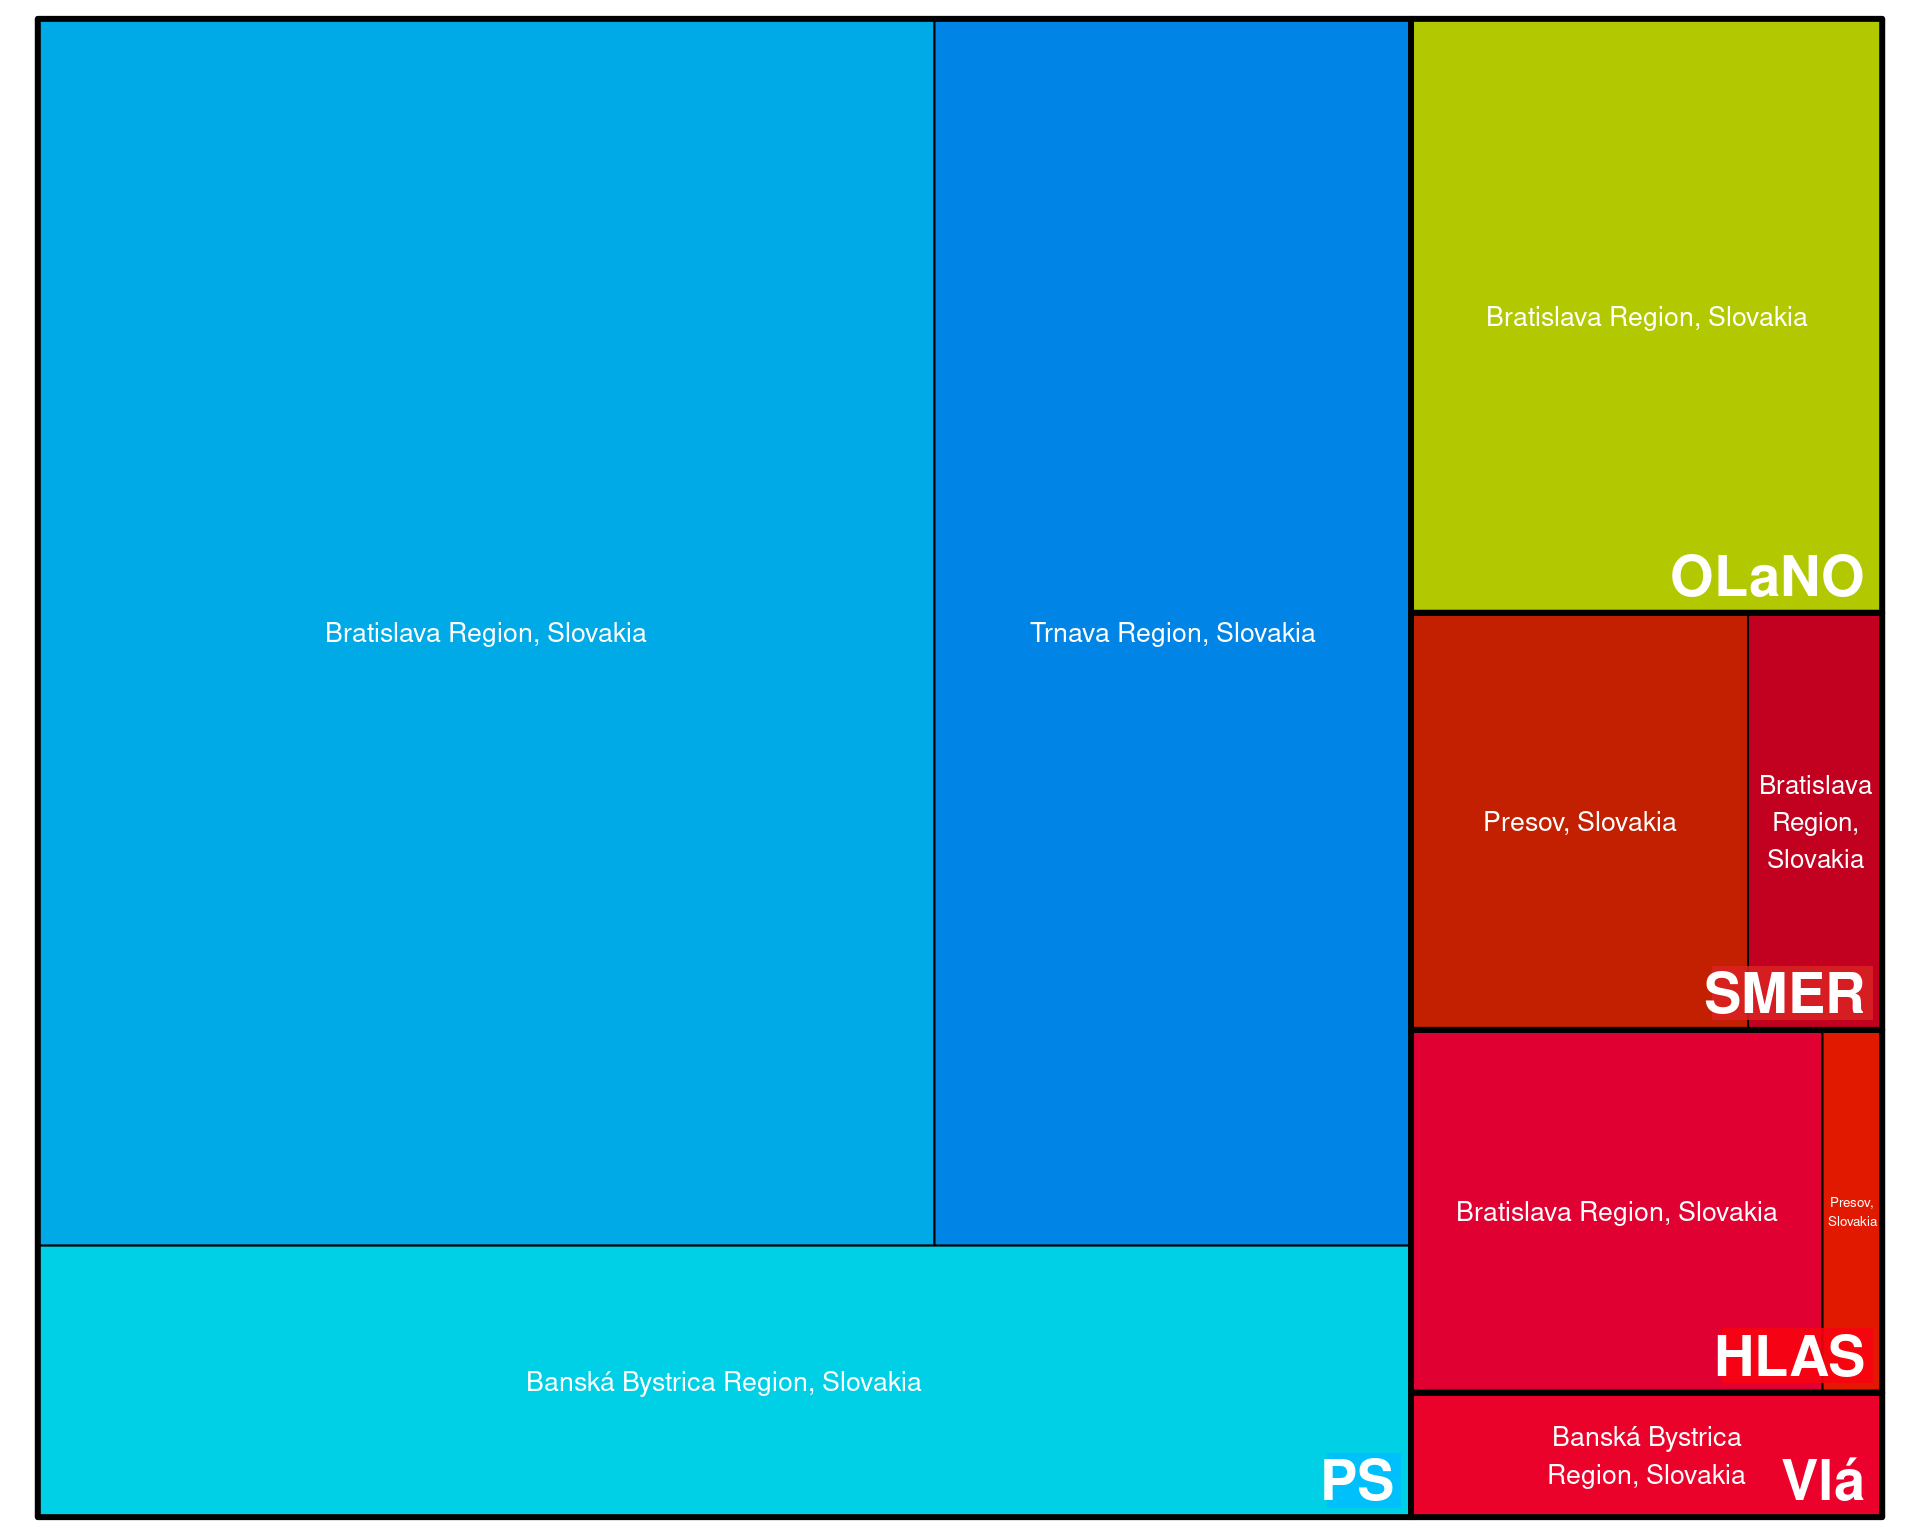 Bratislava Region, Slovakia
Trnava Region, Slovakia
Banská Bystrica Region, Slovakia
PS
Bratislava Region, Slovakia
OLaNO
Presov, Slovakia
Bratislava
Region,
Slovakia
SMER
Bratislava Region, Slovakia
Presov,
Slovakia
HLAS
Banská Bystrica
Region, Slovakia
Vlá